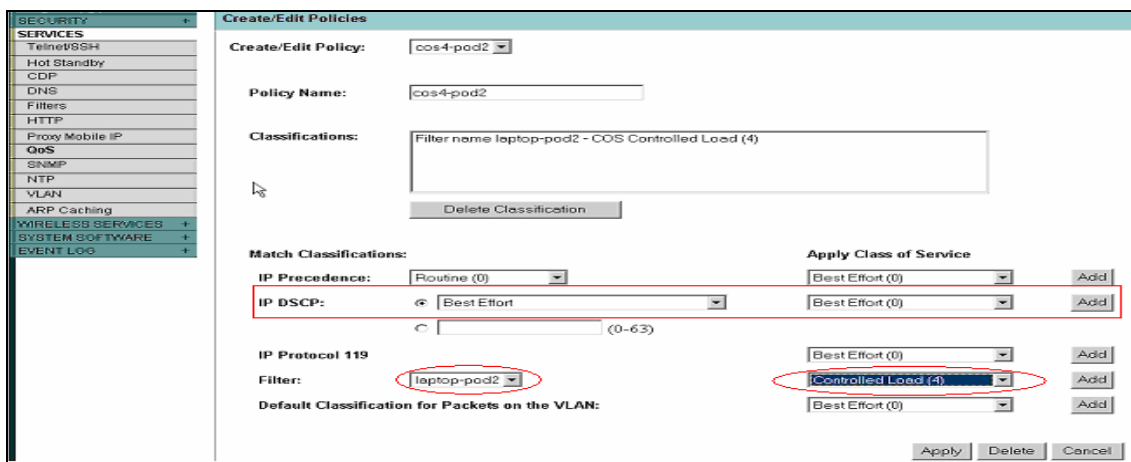 SECURITY +
SERVICES
Telnet/SSH
Hot Standby
CDP
DNS
Filters
HTTP
Proxy Mobile IP
QoS
SNMP
NTP
VLAN
ARP Caching
WIRELESS SERVICES +
SYSTEM SOFTWARE +
EVENT LOG +
Create/Edit Policies
Create/Edit Policy: cos4-pod2
Policy Name: cos4-pod2
Classifications: Filter name laptop-pod2 - COS Controlled Load (4)
Delete Classification
Match Classifications: Apply Class of Service
IP Precedence: Routine (0) Best Effort (0) Add
IP DSCP: Best Effort Best Effort (0) Add
(0-63)
IP Protocol 119 Best Effort (0) Add
Filter: laptop-pod2 Controlled Load (4) Add
Default Classification for Packets on the VLAN: Best Effort (0) Add
Apply Delete Cancel